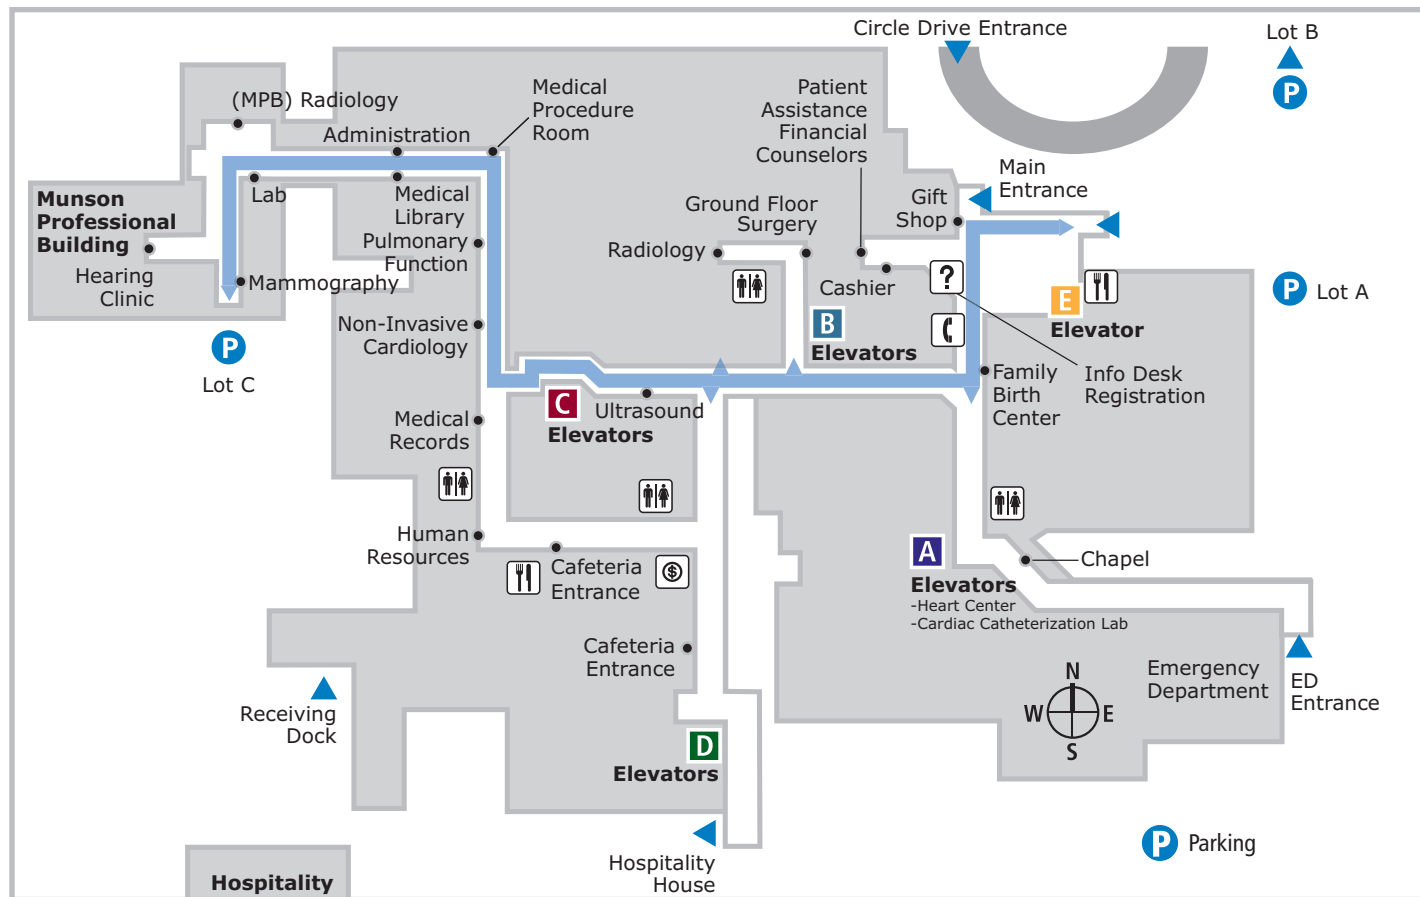 Circle Drive Entrance
Lot B
P
(MPB) Radiology
Medical
Procedure
Room
Patient
Assistance
Financial
Counselors
Administration
Main
Entrance
Munson
Professional
Building
Lab
Medical
Library
Gift
Shop
Ground Floor
Surgery
Pulmonary
Function
Radiology
Hearing
Clinic
Mammography
Cashier
?
P
Lot A
E
Elevator
B
Elevators
Non-Invasive
Cardiology
P
Lot C
Family
Birth
Center
Info Desk
Registration
C
Elevators
Ultrasound
Medical
Records
Human
Resources
Cafeteria
Entrance
$
A
Elevators
-Heart Center
-Cardiac Catheterization Lab
Chapel
Cafeteria
Entrance
Emergency
Department
ED
Entrance
N
W
E
S
Receiving
Dock
D
Elevators
P
Parking
Hospitality
House
Hospitality